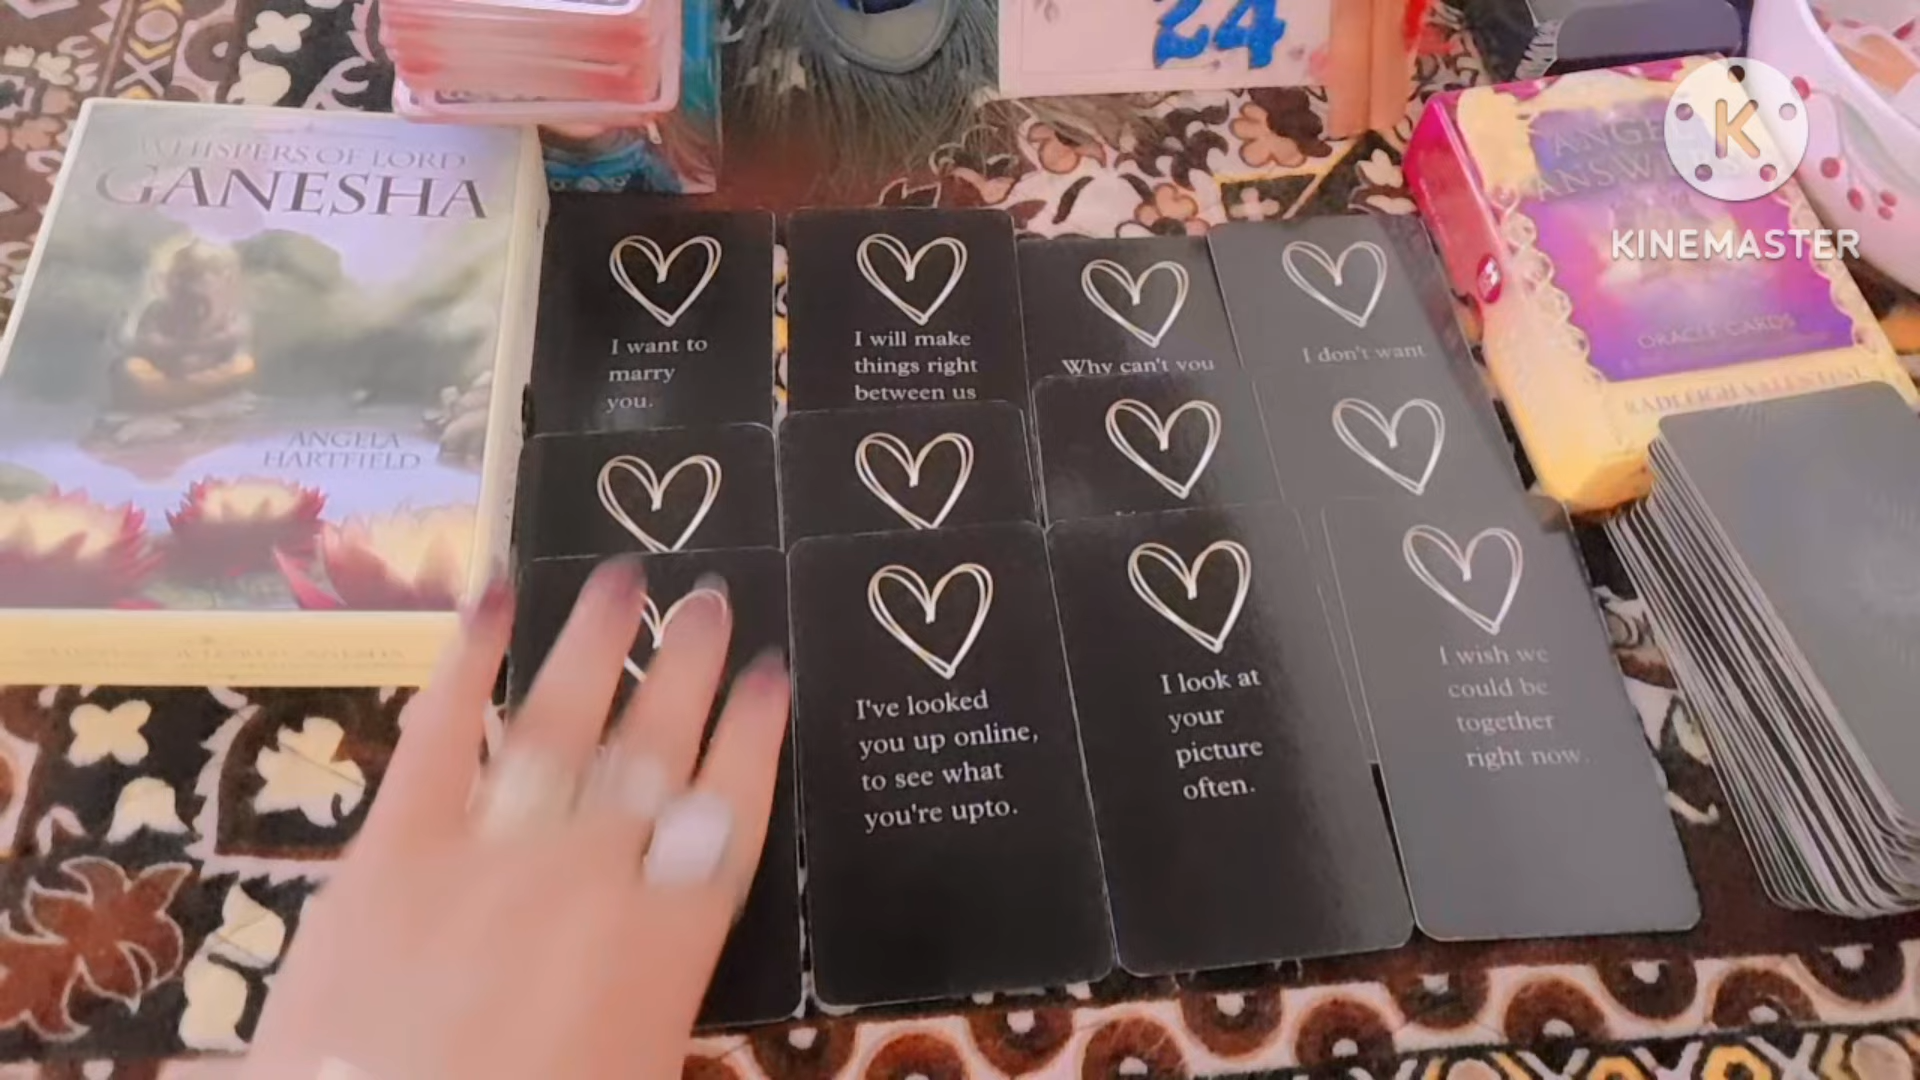 24
WHISPERS OF LORD
GANESHA
ANGELA
HARTFIELD
I want to
marry
you.
I will make
things right
between us
Why can't you
I don't want
I've looked
you up online,
to see what
you're upto.
I look at
your
picture
often.
I wish we
could be
together
right now.
ORACLE CARDS
RADLEIGH VALENTINE
K
KINEMASTER